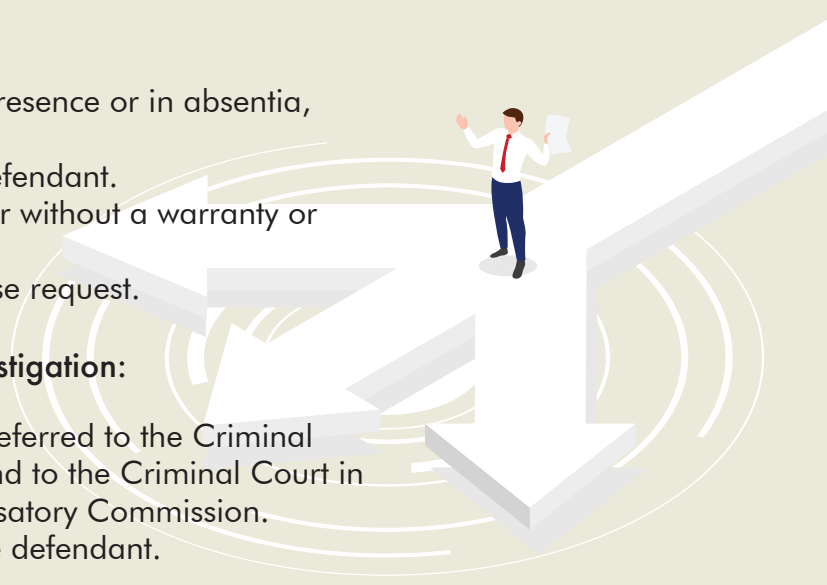 resence or in absentia,
efendant.
r without a warranty or
se request.
stigation:
eferred to the Criminal
nd to the Criminal Court in
satory Commission.
e defendant.